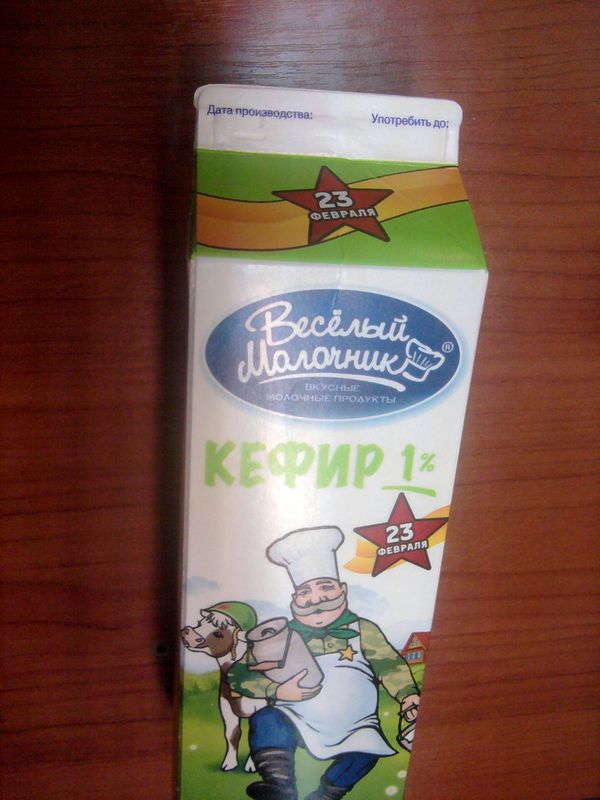 Дата производства:
Употребить до:
23
ФЕВРАЛЯ
Весёлый
Молочник ®
ВКУСНЫЕ
МОЛОЧНЫЕ ПРОДУКТЫ
КЕФИР 1%
23
ФЕВРАЛЯ